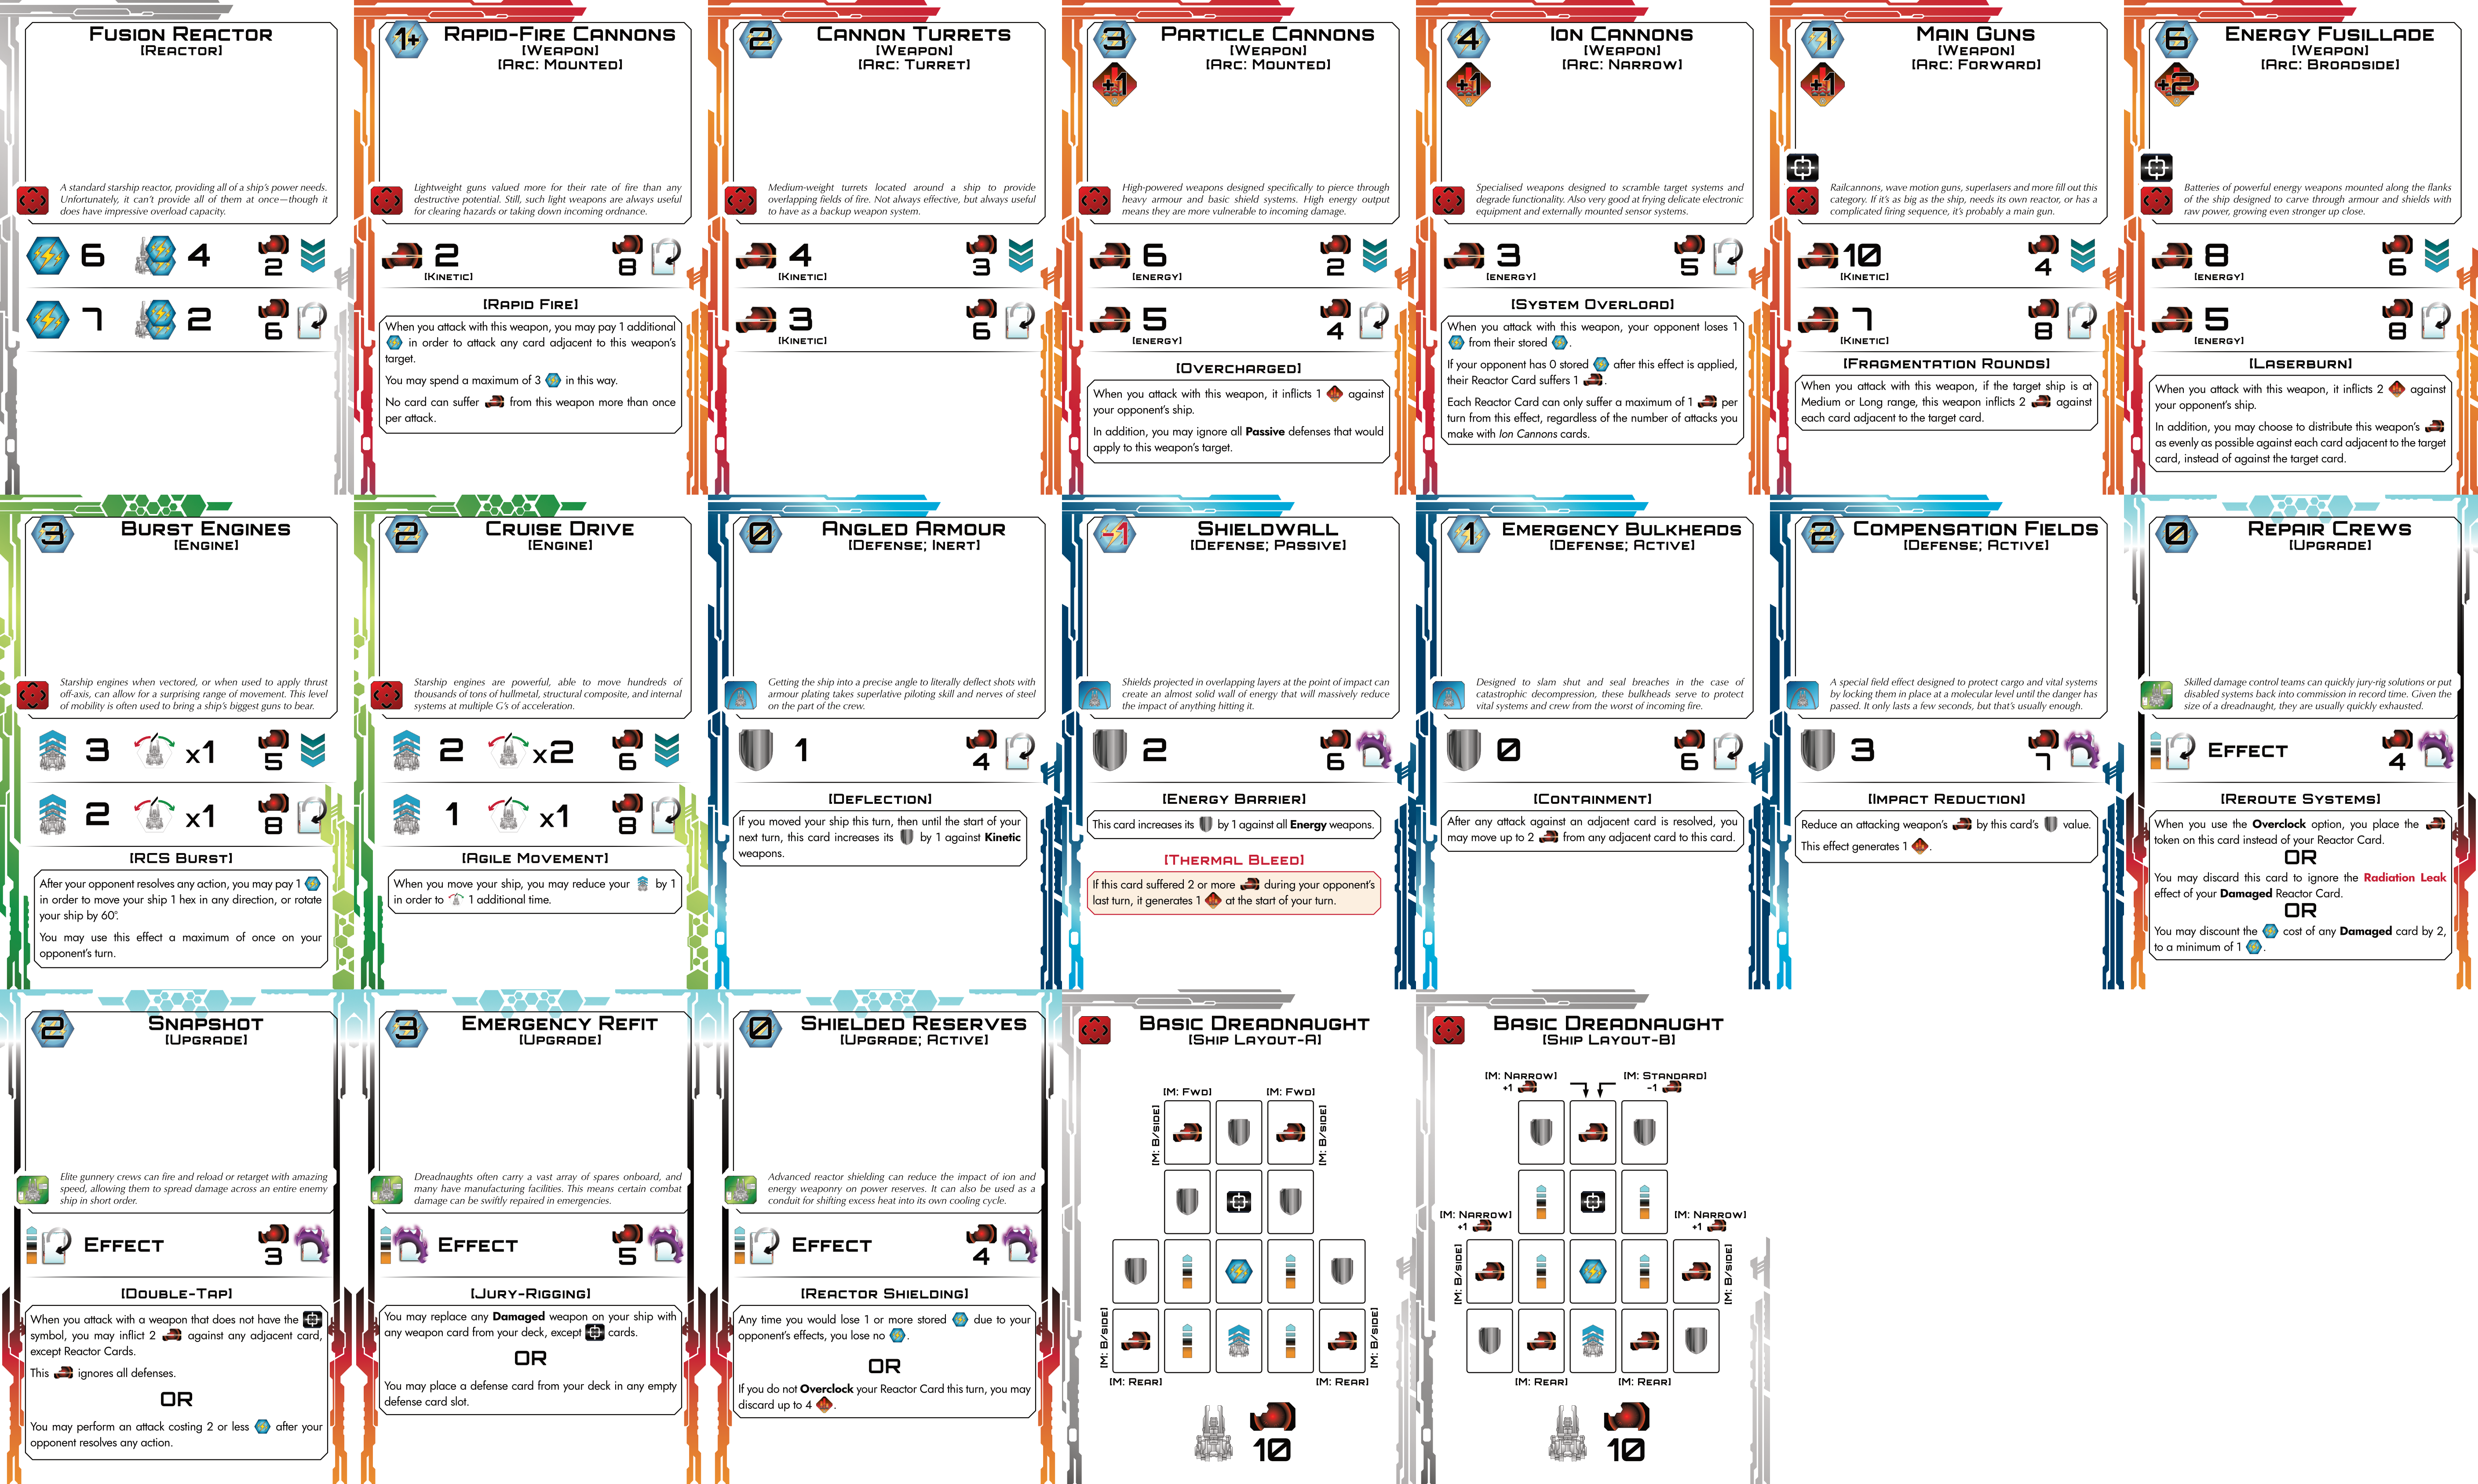 FUSION REACTOR
[REACTOR]
A standard starship reactor, providing all of a ship's power needs.
Unfortunately, it can't provide all of them at once—though it
does have impressive overload capacity.
6 4 2
7 2 6
1+
RAPID-FIRE CANNONS
[WEAPON]
[ARC: MOUNTED]
Lightweight guns valued more for their rate of fire than any
destructive potential. Still, such light weapons are always useful
for clearing hazards or taking down incoming ordnance.
2 8
[KINETIC]
[RAPID FIRE]
When you attack with this weapon, you may pay 1 additional
in order to attack any card adjacent to this weapon's
target.
You may spend a maximum of 3 in this way.
No card can suffer from this weapon more than once
per attack.
2
CANNON TURRETS
[WEAPON]
[ARC: TURRET]
Medium-weight turrets located around a ship to provide
overlapping fields of fire. Not always effective, but always useful
to have as a backup weapon system.
4 3
[KINETIC]
3 6
[KINETIC]
3
+1
PARTICLE CANNONS
[WEAPON]
[ARC: MOUNTED]
High-powered weapons designed specifically to pierce through
heavy armour and basic shield systems. High energy output
means they are more vulnerable to incoming damage.
6 2
[ENERGY]
5 4
[ENERGY]
[OVERCHARGED]
When you attack with this weapon, it inflicts 1 against
your opponent's ship.
In addition, you may ignore all Passive defenses that would
apply to this weapon's target.
4
+1
ION CANNONS
[WEAPON]
[ARC: NARROW]
Specialised weapons designed to scramble target systems and
degrade functionality. Also very good at frying delicate electronic
equipment and externally mounted sensor systems.
3 5
[ENERGY]
[SYSTEM OVERLOAD]
When you attack with this weapon, your opponent loses 1
from their stored .
If your opponent has 0 stored after this effect is applied,
their Reactor Card suffers 1 .
Each Reactor Card can only suffer a maximum of 1 per
turn from this effect, regardless of the number of attacks you
make with Ion Cannons cards.
7
+1
MAIN GUNS
[WEAPON]
[ARC: FORWARD]
Railcannons, wave motion guns, superlasers and more fill out this
category. If it's as big as the ship, needs its own reactor, or has a
complicated firing sequence, it's probably a main gun.
10 4
[KINETIC]
7 8
[KINETIC]
[FRAGMENTATION ROUNDS]
When you attack with this weapon, if the target ship is at
Medium or Long range, this weapon inflicts 2 against
each card adjacent to the target card.
6
+2
ENERGY FUSILLADE
[WEAPON]
[ARC: BROADSIDE]
Batteries of powerful energy weapons mounted along the flanks
of the ship designed to carve through armour and shields with
raw power, growing even stronger up close.
8 6
[ENERGY]
5 8
[ENERGY]
[LASERBURN]
When you attack with this weapon, it inflicts 2 against
your opponent's ship.
In addition, you may choose to distribute this weapon's
as evenly as possible against each card adjacent to the target
card, instead of against the target card.
3
BURST ENGINES
[ENGINE]
Starship engines when vectored, or when used to apply thrust
off-axis, can allow for a surprising range of movement. This level
of mobility is often used to bring a ship's biggest guns to bear.
3 x1 5
2 x1 8
[RCS BURST]
After your opponent resolves any action, you may pay 1
in order to move your ship 1 hex in any direction, or rotate
your ship by 60°.
You may use this effect a maximum of once on your
opponent's turn.
2
CRUISE DRIVE
[ENGINE]
Starship engines are powerful, able to move hundreds of
thousands of tons of hullmetal, structural composite, and internal
systems at multiple G's of acceleration.
2 x2 6
1 x1 8
[AGILE MOVEMENT]
When you move your ship, you may reduce your by 1
in order to 1 additional time.
0
ANGLED ARMOUR
[DEFENSE; INERT]
Getting the ship into a precise angle to literally deflect shots with
armour plating takes superlative piloting skill and nerves of steel
on the part of the crew.
1 4
[DEFLECTION]
If you moved your ship this turn, then until the start of your
next turn, this card increases its by 1 against Kinetic
weapons.
-1
SHIELDWALL
[DEFENSE; PASSIVE]
Shields projected in overlapping layers at the point of impact can
create an almost solid wall of energy that will massively reduce
the impact of anything hitting it.
2 6
[ENERGY BARRIER]
This card increases its by 1 against all Energy weapons.
[THERMAL BLEED]
If this card suffered 2 or more during your opponent's
last turn, it generates 1 at the start of your turn.
1
EMERGENCY BULKHEADS
[DEFENSE; ACTIVE]
Designed to slam shut and seal breaches in the case of
catastrophic decompression, these bulkheads serve to protect
vital systems and crew from the worst of incoming fire.
0 6
[CONTAINMENT]
After any attack against an adjacent card is resolved, you
may move up to 2 from any adjacent card to this card.
2
COMPENSATION FIELDS
[DEFENSE; ACTIVE]
A special field effect designed to protect cargo and vital systems
by locking them in place at a molecular level until the danger has
passed. It only lasts a few seconds, but that's usually enough.
3 7
[IMPACT REDUCTION]
Reduce an attacking weapon's by this card's value.
This effect generates 1 .
0
REPAIR CREWS
[UPGRADE]
Skilled damage control teams can quickly jury-rig solutions or put
disabled systems back into commission in record time. Given the
size of a dreadnaught, they are usually quickly exhausted.
EFFECT 4
[REROUTE SYSTEMS]
When you use the Overclock option, you place the
token on this card instead of your Reactor Card.
OR
You may discard this card to ignore the Radiation Leak
effect of your Damaged Reactor Card.
OR
You may discount the cost of any Damaged card by 2,
to a minimum of 1 .
2
SNAPSHOT
[UPGRADE]
Elite gunnery crews can fire and reload or retarget with amazing
speed, allowing them to spread damage across an entire enemy
ship in short order.
EFFECT 3
[DOUBLE-TAP]
When you attack with a weapon that does not have the
symbol, you may inflict 2 against any adjacent card,
except Reactor Cards.
This ignores all defenses.
OR
You may perform an attack costing 2 or less after your
opponent resolves any action.
3
EMERGENCY REFIT
[UPGRADE]
Dreadnaughts often carry a vast array of spares onboard, and
many have manufacturing facilities. This means certain combat
damage can be swiftly repaired in emergencies.
EFFECT 5
[JURY-RIGGING]
You may replace any Damaged weapon on your ship with
any weapon card from your deck, except cards.
OR
You may place a defense card from your deck in any empty
defense card slot.
0
SHIELDED RESERVES
[UPGRADE; ACTIVE]
Advanced reactor shielding can reduce the impact of ion and
energy weaponry on power reserves. It can also be used as a
conduit for shifting excess heat into its own cooling cycle.
EFFECT 4
[REACTOR SHIELDING]
Any time you would lose 1 or more stored due to your
opponent's effects, you lose no .
OR
If you do not Overclock your Reactor Card this turn, you may
discard up to 4 .
BASIC DREADNAUGHT
[SHIP LAYOUT-A]
[M: FWD] [M: FWD]
[M: B/SIDE] [M: B/SIDE]
[M: B/SIDE] [M: B/SIDE]
[M: REAR] [M: REAR]
10
BASIC DREADNAUGHT
[SHIP LAYOUT-B]
[M: NARROW] [M: STANDARD]
+1 -1
[M: NARROW] [M: NARROW]
+1 +1
[M: B/SIDE] [M: B/SIDE]
[M: REAR] [M: REAR]
10